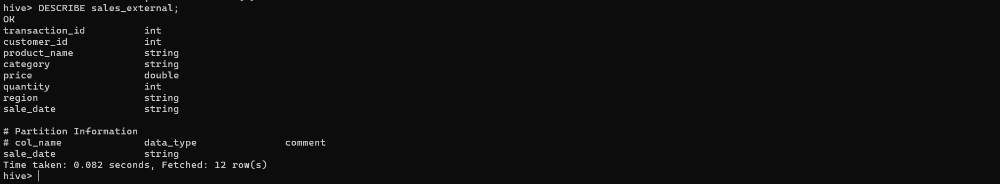 hive> DESCRIBE sales_external;
OK
transaction_id int
customer_id int
product_name string
category string
price double
quantity int
region string
sale_date string
# Partition Information
# col_name data_type comment
sale_date string
Time taken: 0.082 seconds, Fetched: 12 row(s)
hive>